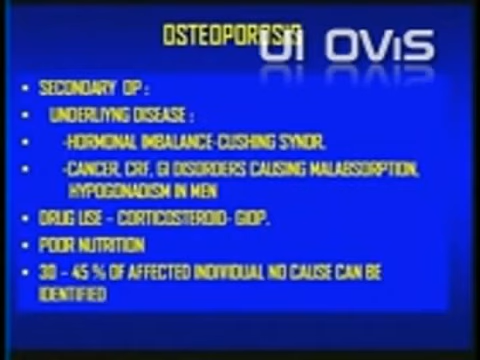 OSTEOPOROSIS
UI OViS
• SECONDARY OP :
• UNDERLIYNG DISEASE :
• -HORMONAL IMBALANCE-CUSHING SYNDR.
• -CANCER, CRF, GI DISORDERS CAUSING MALABSORPTION,
HYPOGONADISM IN MEN
• DRUG USE - CORTICOSTEROID- GIOP.
• POOR NUTRITION
• 30 - 45 % OF AFFECTED INDIVIDUAL NO CAUSE CAN BE
IDENTIFIED